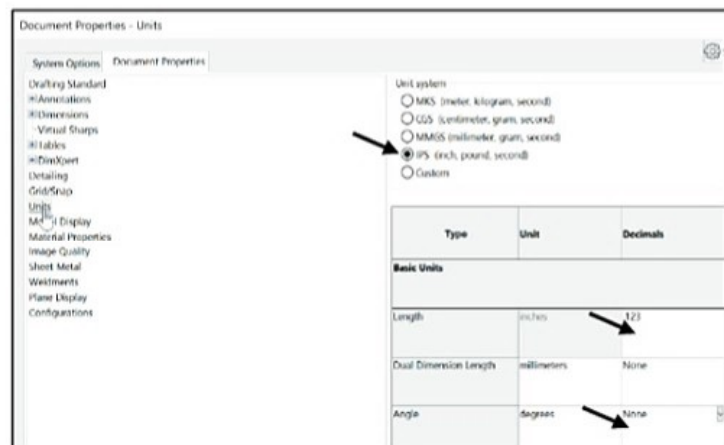 Document Properties - Units
System Options Document Properties
Drafting Standard
Annotations
Dimensions
Virtual Sharps
Tables
DimXpert
Detailing
Grid/Snap
Units
Model Display
Material Properties
Image Quality
Sheet Metal
Weldments
Plane Display
Configurations
Unit system
MKS (meter, kilogram, second)
CGS (centimeter, gram, second)
MMGS (millimeter, gram, second)
IPS (inch, pound, second)
Custom
Type Unit Decimals
Basic Units
Length inches .123
Dual Dimension Length millimeters None
Angle degrees None